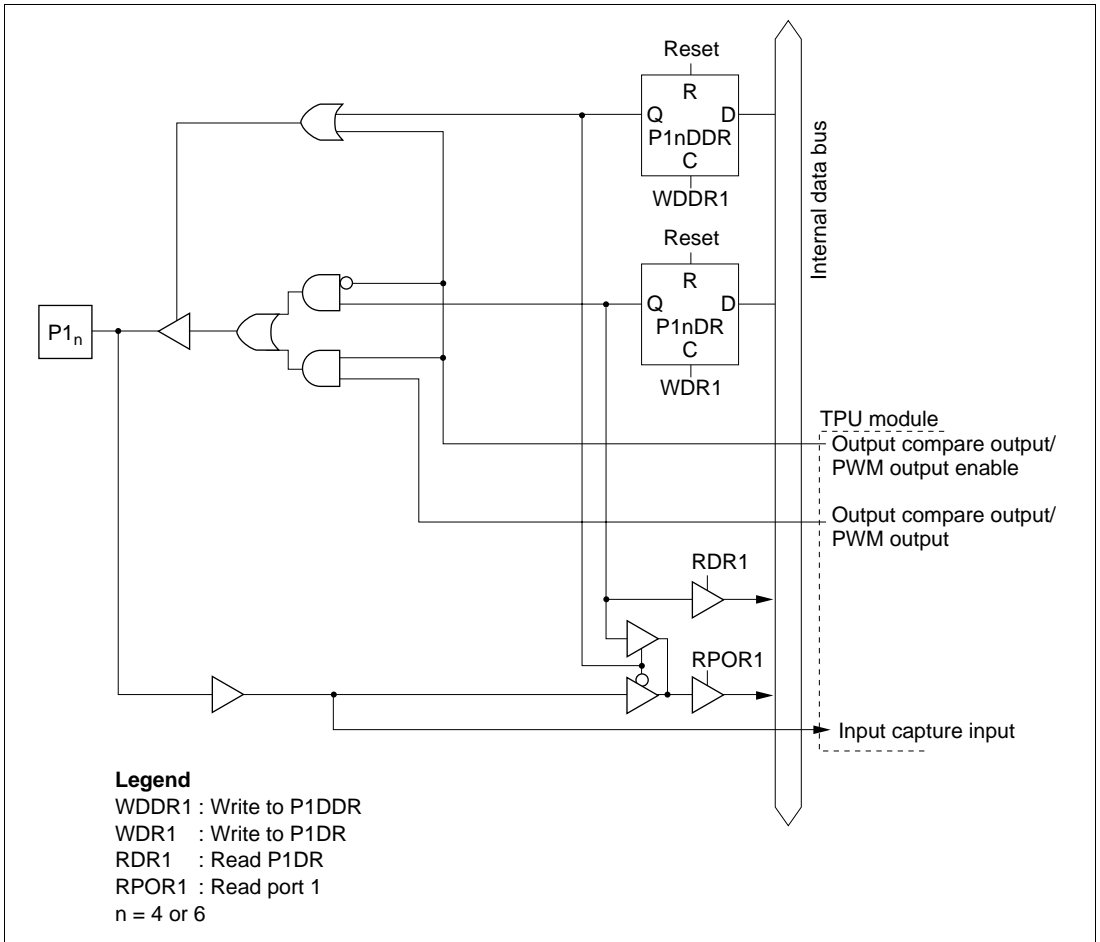 Reset
R
Q D
P1nDDR
C
WDDR1
Internal data bus
Reset
R
Q D
P1nDR
C
WDR1
P1n
TPU module
Output compare output/
PWM output enable
Output compare output/
PWM output
RDR1
RPOR1
Input capture input
Legend
WDDR1 : Write to P1DDR
WDR1 : Write to P1DR
RDR1 : Read P1DR
RPOR1 : Read port 1
n = 4 or 6